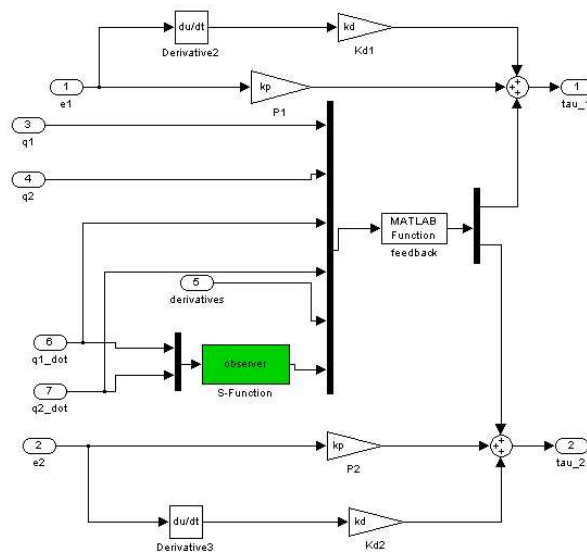 du/dt
Derivative2
kd
Kd1
1
e1
kp
P1
1
tau_1
3
q1
4
q2
MATLAB
Function
feedback
5
derivatives
6
q1_dot
observer
S-Function
7
q2_dot
2
e2
kp
P2
2
tau_2
du/dt
Derivative3
kd
Kd2